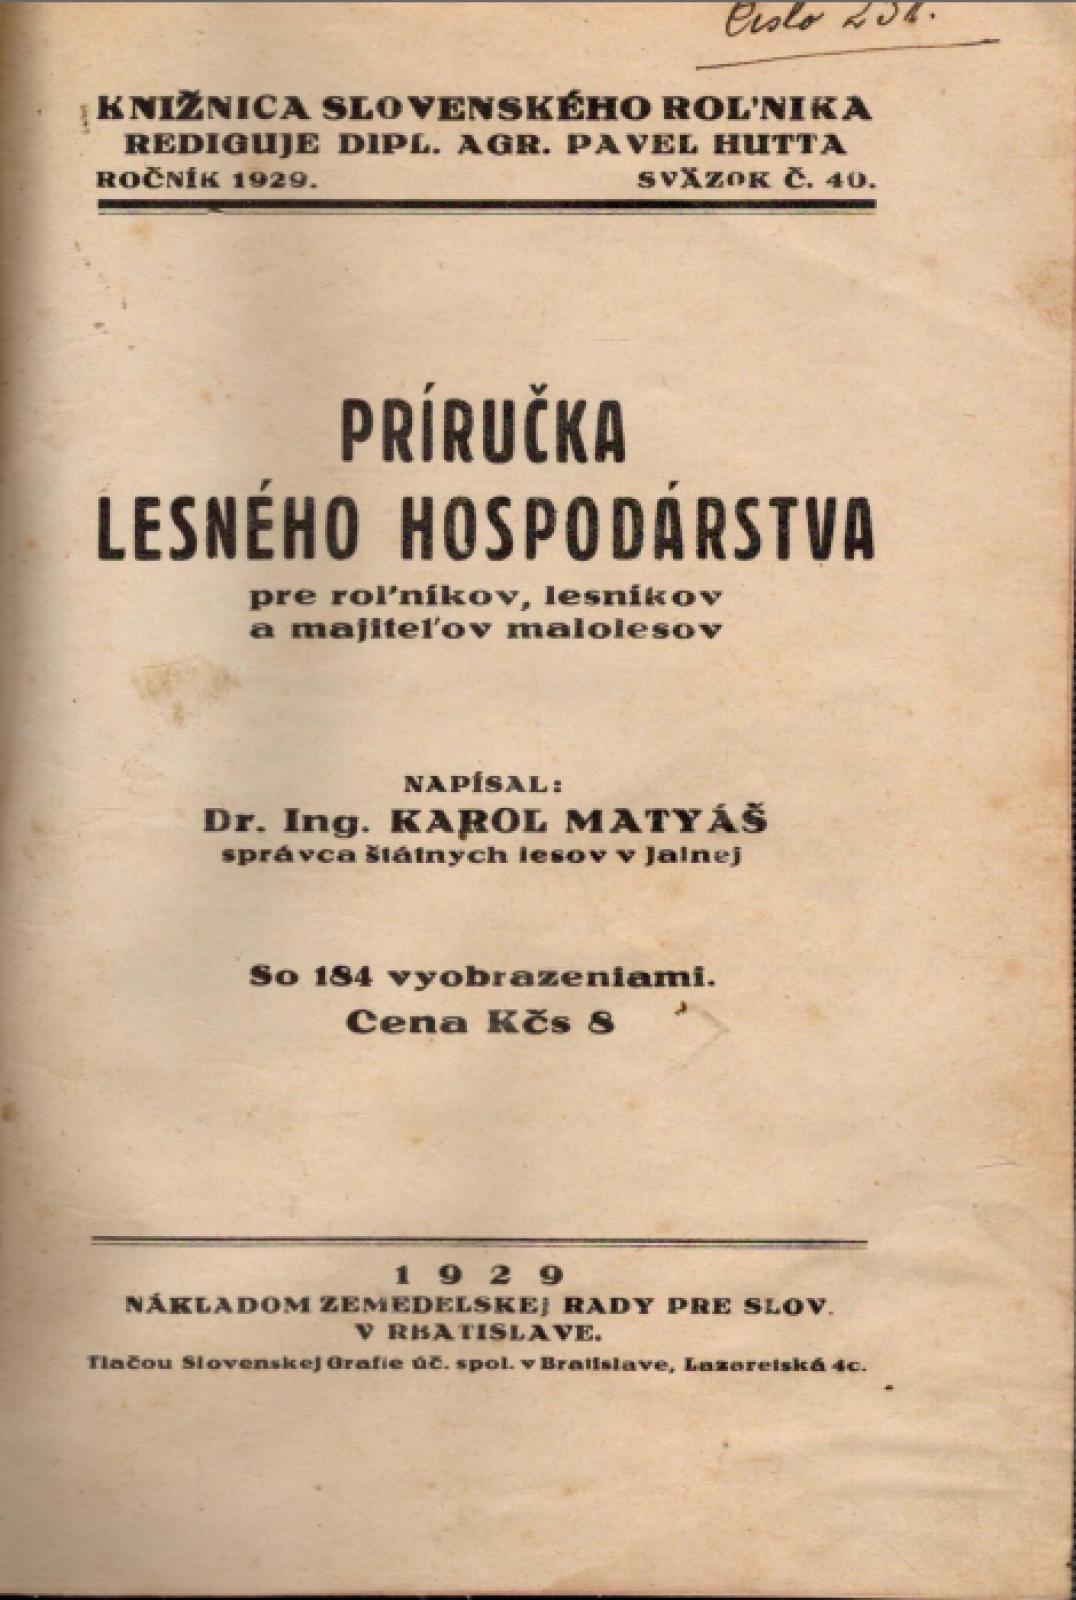 Číslo
KNIŽNICA SLOVENSKÉHO ROĽNIKA
REDIGUJE DIPL. AGR. PAVEL HUTTA
ROČNÍK 1929. SVÄZOK Č. 40.
PRÍRUČKA
LESNÉHO HOSPODÁRSTVA
pre roľníkov, lesníkov
a majiteľov malolesov
NAPÍSAL:
Dr. Ing. KAROL MATYÁŠ
správca štátnych lesov v Jalnej
So 184 vyobrazeniami.
Cena Kčs 8
1929
NÁKLADOM ZEMEDELSKEJ RADY PRE SLOV.
V BRATISLAVE.
Tlačou Slovenskej Grafie úč. spol. v Bratislave, Lazaretská 4c.